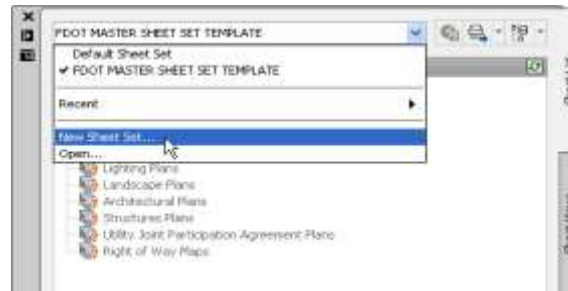 FDOT MASTER SHEET SET TEMPLATE
Default Sheet Set
FDOT MASTER SHEET SET TEMPLATE
Recent
New Sheet Set...
Open...
Lighting Plans
Landscape Plans
Architectural Plans
Structures Plans
Utility Joint Participation Agreement Plans
Right of Way Maps